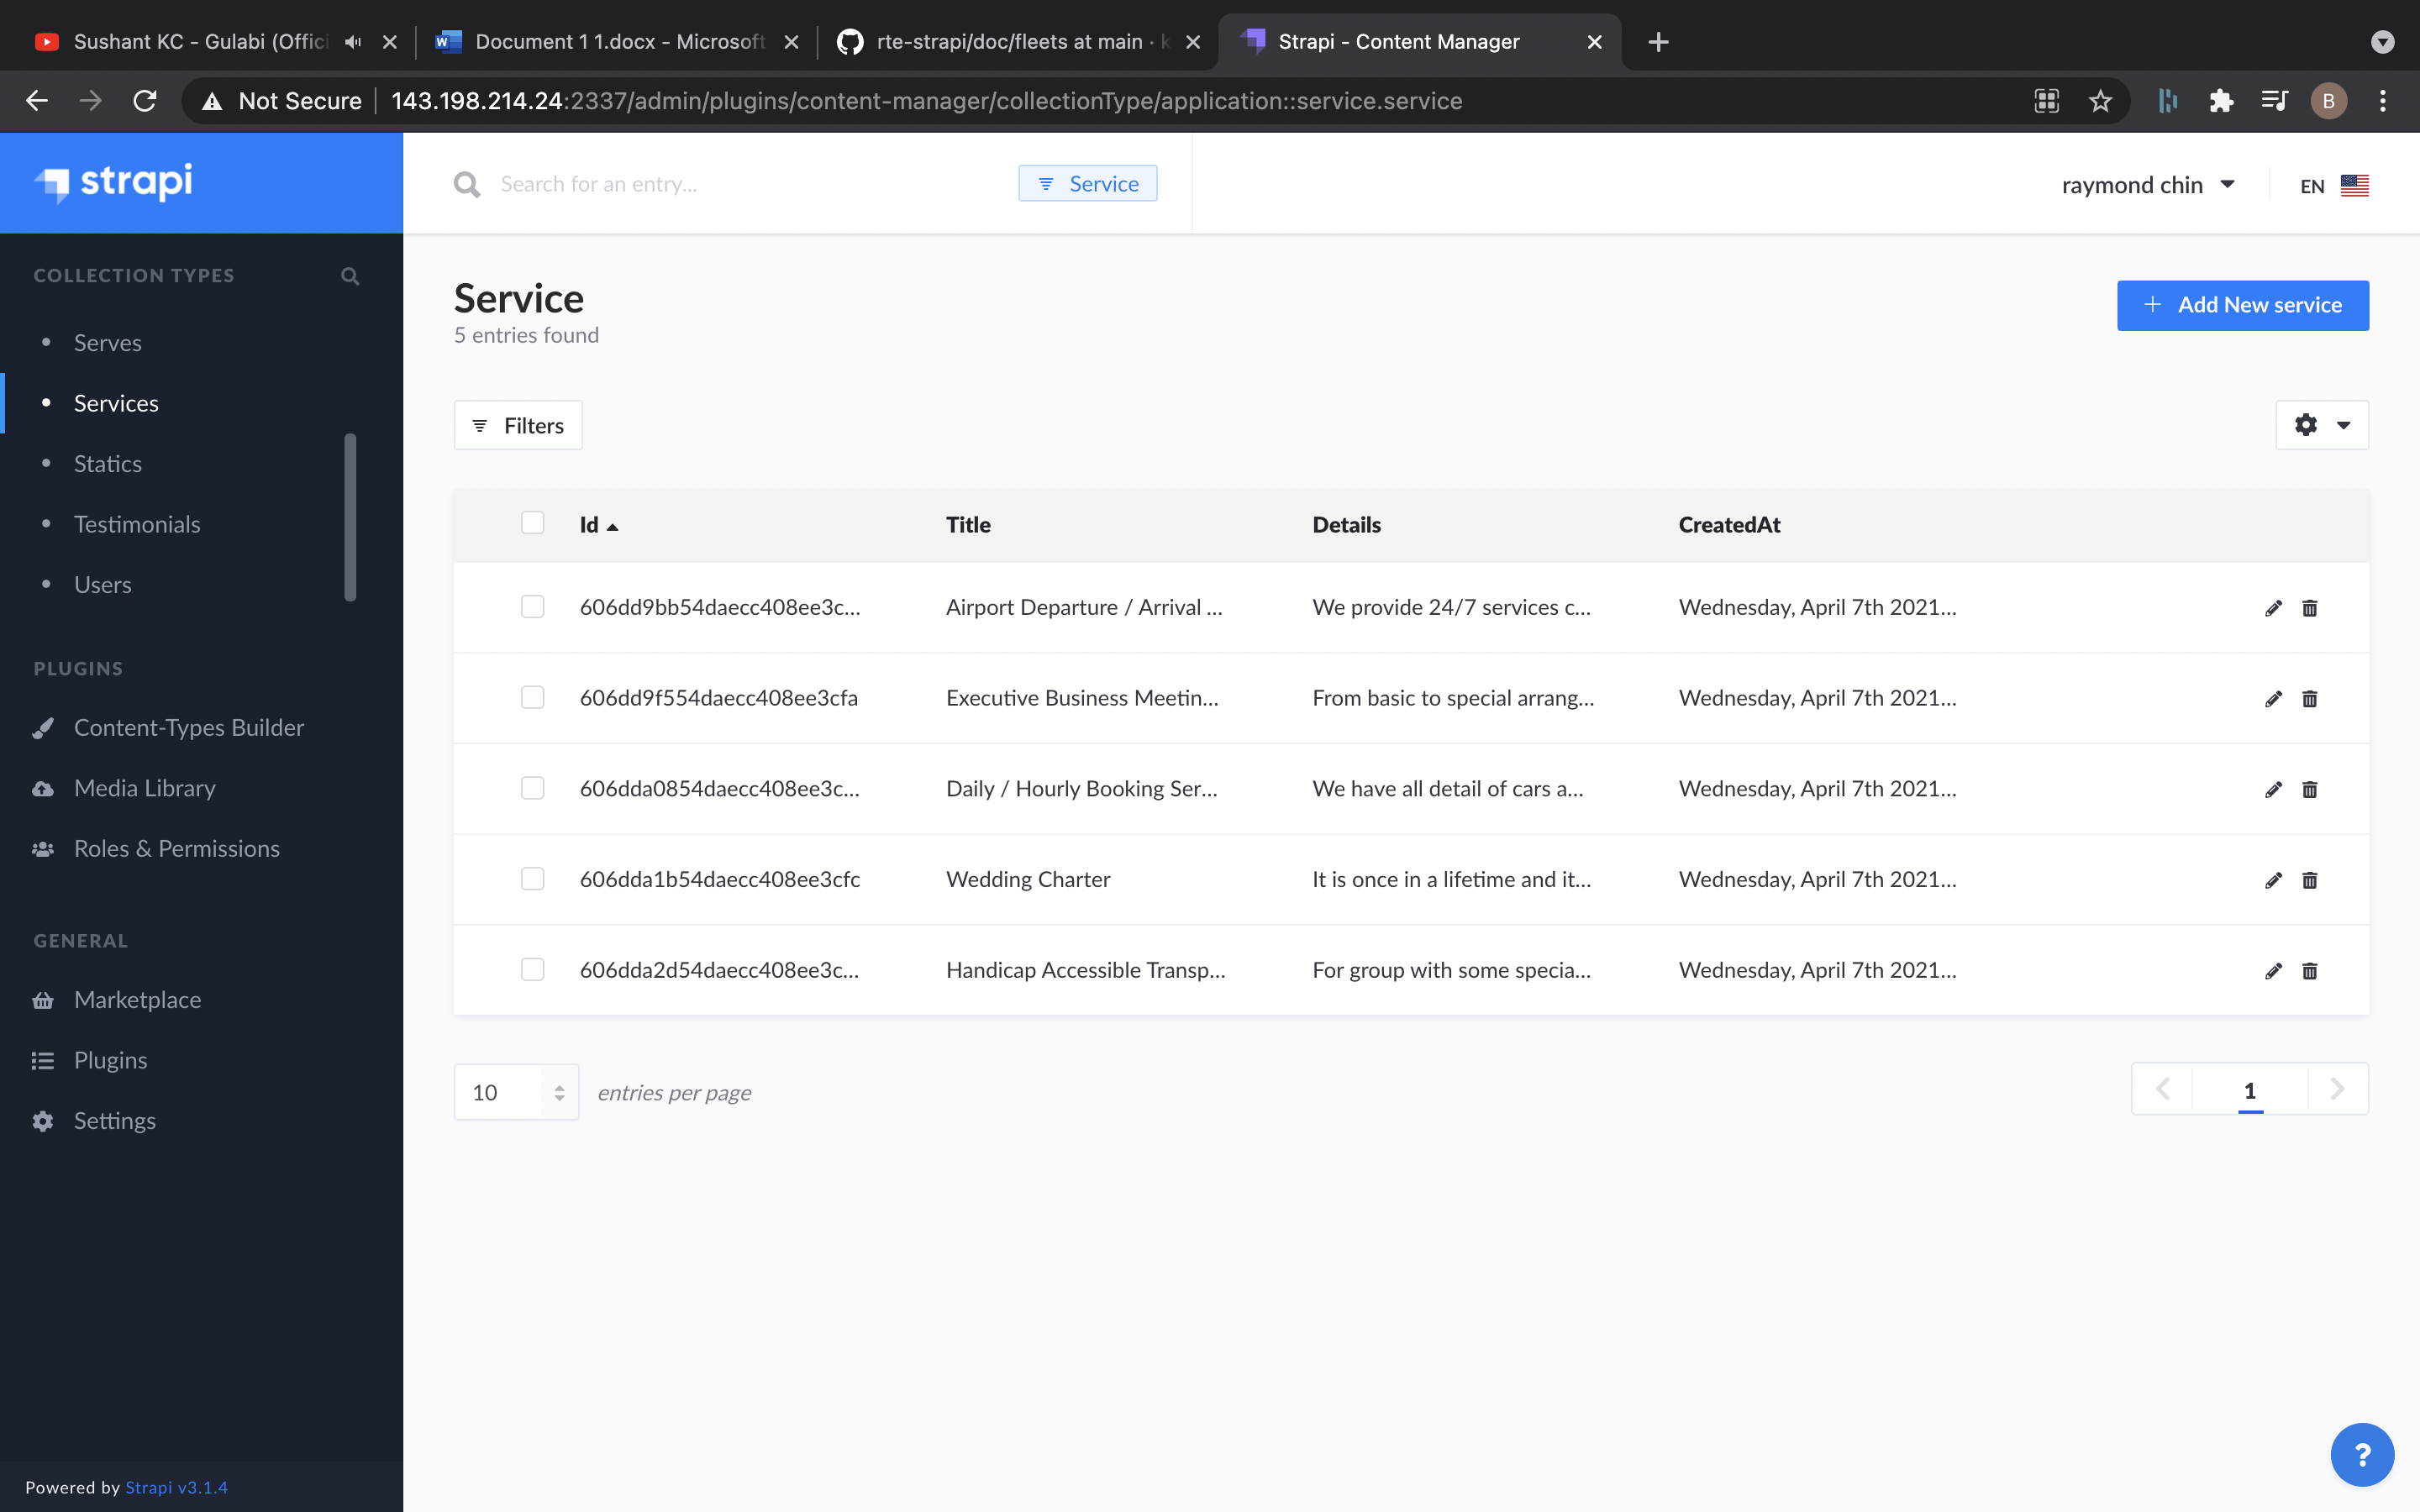 Sushant KC - Gulabi (Offici
Document 1 1.docx - Microsoft
rte-strapi/doc/fleets at main · k
Strapi - Content Manager
Not Secure
143.198.214.24:2337/admin/plugins/content-manager/collectionType/application::service.service
B
strapi
Search for an entry...
Service
raymond chin
EN
COLLECTION TYPES
Serves
Services
Statics
Testimonials
Users
PLUGINS
Content-Types Builder
Media Library
Roles & Permissions
GENERAL
Marketplace
Plugins
Settings
Powered by Strapi v3.1.4
Service
5 entries found
Add New service
Filters
Id Title Details CreatedAt
606dd9bb54daecc408ee3c... Airport Departure / Arrival ... We provide 24/7 services c... Wednesday, April 7th 2021...
606dd9f554daecc408ee3cfa Executive Business Meetin... From basic to special arrang... Wednesday, April 7th 2021...
606dda0854daecc408ee3c... Daily / Hourly Booking Ser... We have all detail of cars a... Wednesday, April 7th 2021...
606dda1b54daecc408ee3cfc Wedding Charter It is once in a lifetime and it... Wednesday, April 7th 2021...
606dda2d54daecc408ee3c... Handicap Accessible Transp... For group with some specia... Wednesday, April 7th 2021...
10 entries per page
1
?